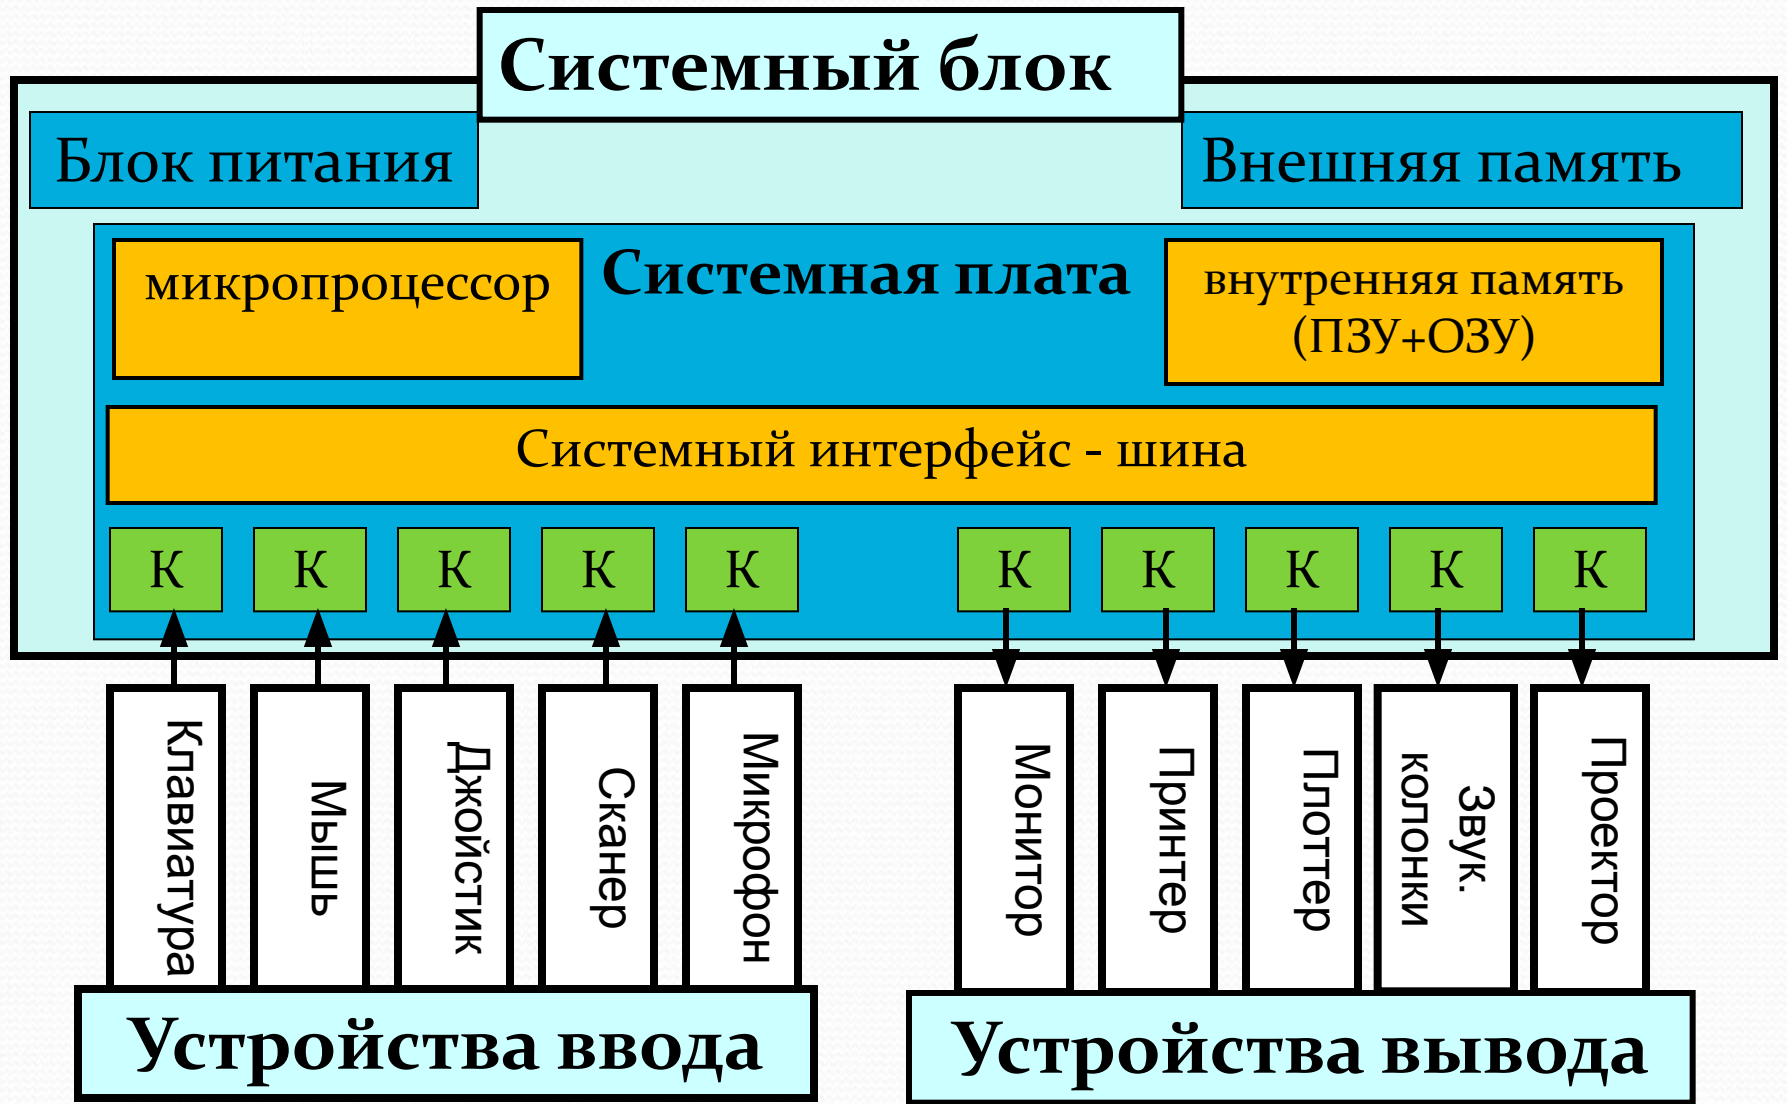 Системный блок
Блок питания
Внешняя память
микропроцессор
Системная плата
внутренняя память
(ПЗУ+ОЗУ)
Системный интерфейс - шина
К К К К К К К К К К
Клавиатура
Мышь
Джойстик
Сканер
Микрофон
Монитор
Принтер
Плоттер
Звук.
колонки
Проектор
Устройства ввода
Устройства вывода